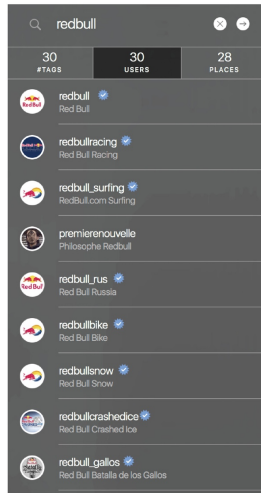 redbull
30
#TAGS
30
USERS
28
PLACES
redbull
Red Bull
redbullracing
Red Bull Racing
redbull_surfing
RedBull.com Surfing
premierenouvelle
Philosophe Redbull
Red Bull
redbull_rus
Red Bull Russia
redbullbike
Red Bull Bike
redbullsnow
Red Bull Snow
redbullcrashedice
Red Bull Crashed Ice
redbull_gallos
Red Bull Batalla de los Gallos